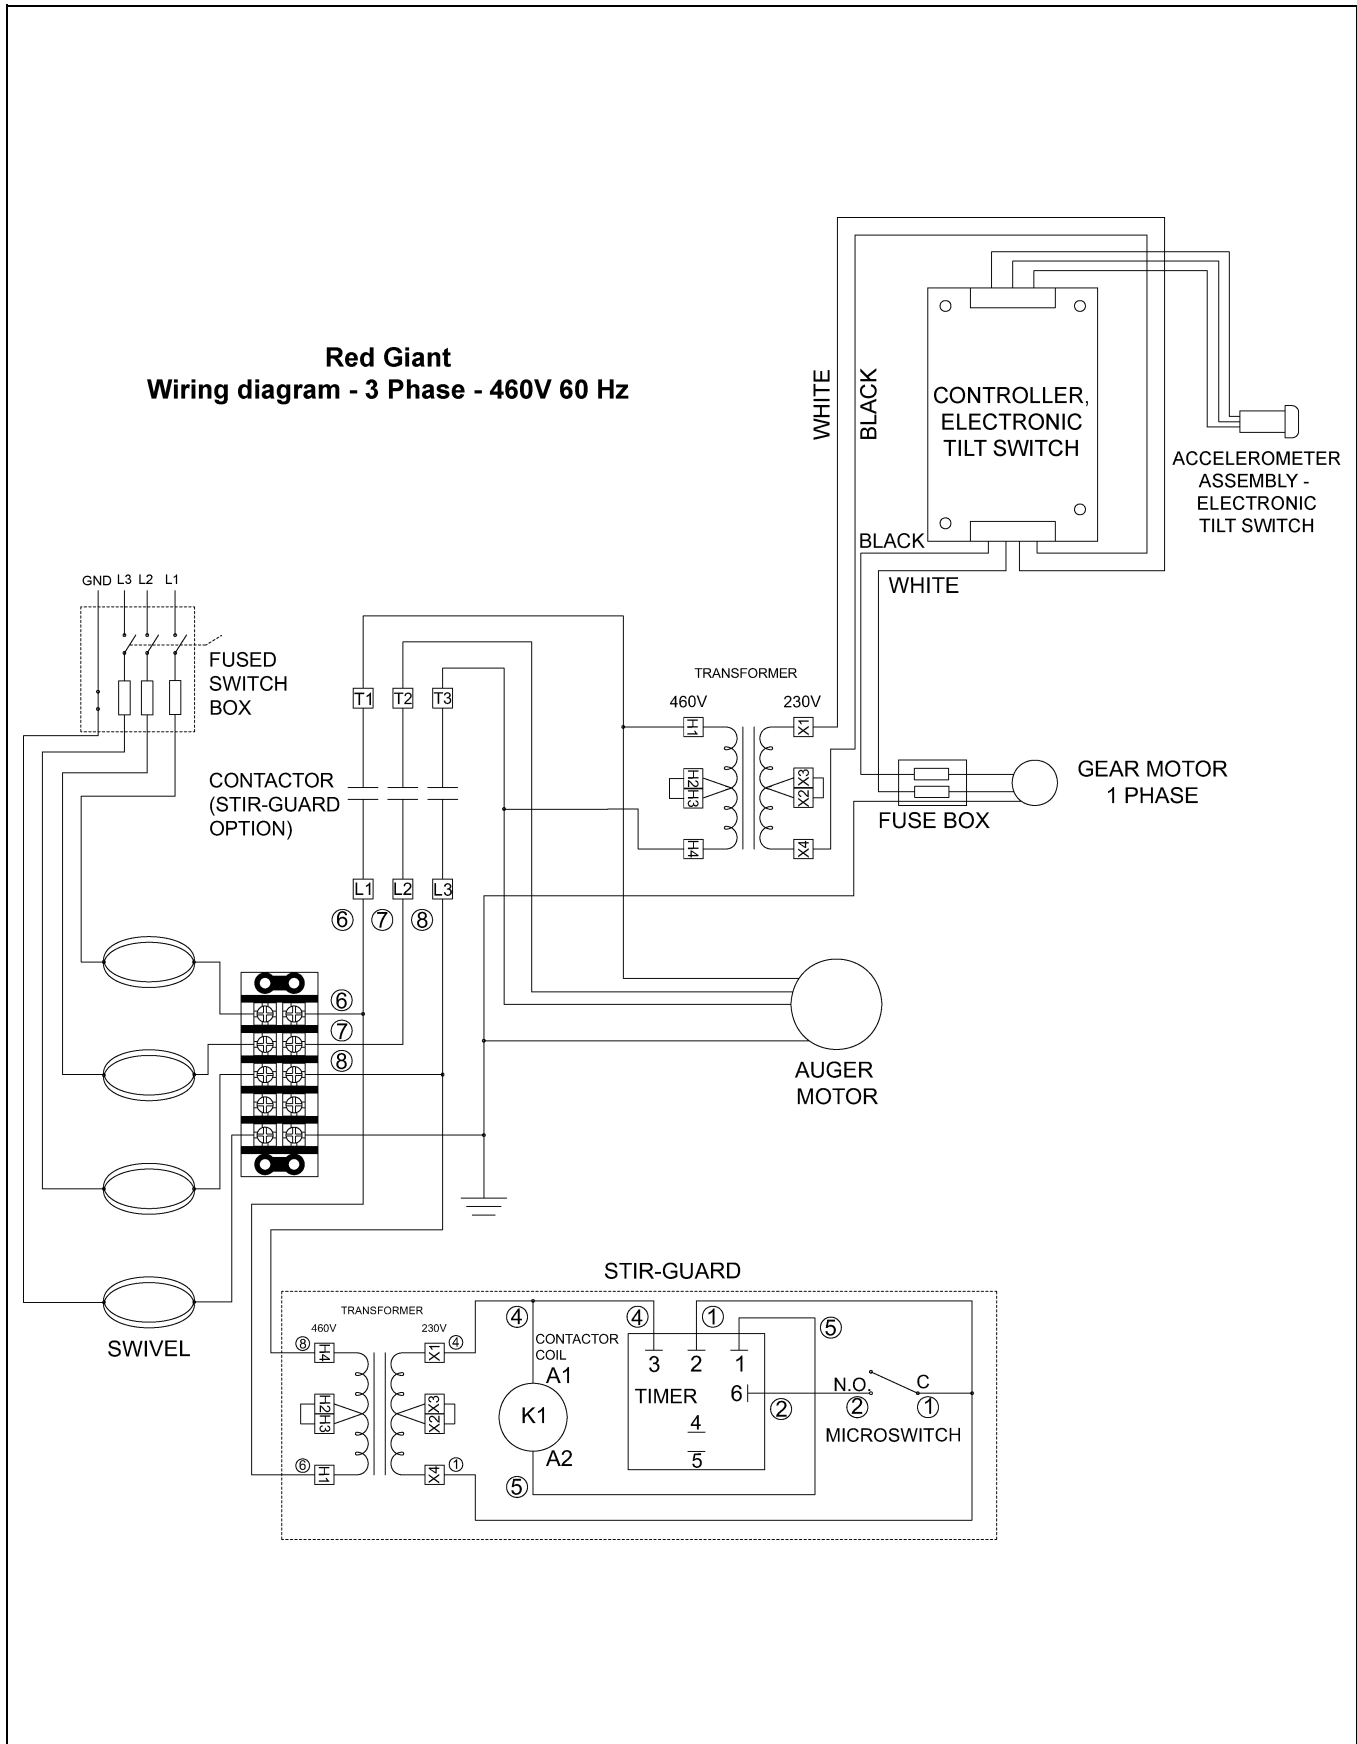 Red Giant
Wiring diagram - 3 Phase - 460V 60 Hz
WHITE
BLACK
CONTROLLER,
ELECTRONIC
TILT SWITCH
ACCELEROMETER
ASSEMBLY -
ELECTRONIC
TILT SWITCH
BLACK
WHITE
GND L3 L2 L1
FUSED
SWITCH
BOX
T1 T2 T3
TRANSFORMER
460V 230V
H1 X1
H2 X3
H3 X2
H4 X4
CONTACTOR
(STIR-GUARD
OPTION)
GEAR MOTOR
1 PHASE
FUSE BOX
L1 L2 L3
6 7 8
6
7
8
AUGER
MOTOR
SWIVEL
STIR-GUARD
TRANSFORMER
460V 230V
8 H4 X1 4
H2 X3
H3 X2
6 H1 X4 1
4
CONTACTOR
COIL
A1
K1
A2
5
4 1 5
3 2 1
TIMER 6
4
5
2
N.O. C
2 1
MICROSWITCH